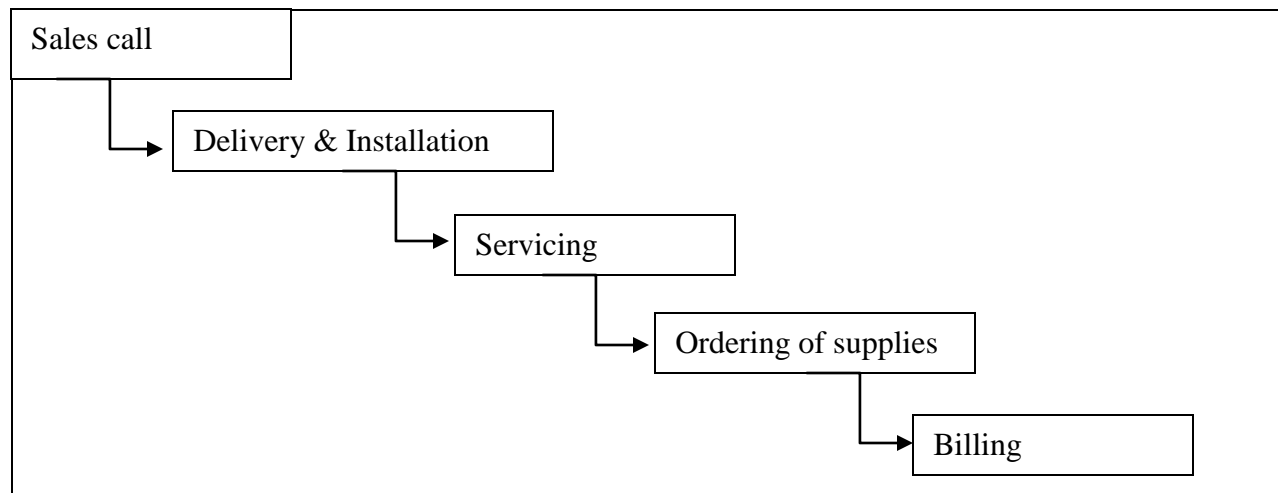 Sales call
Delivery & Installation
Servicing
Ordering of supplies
Billing